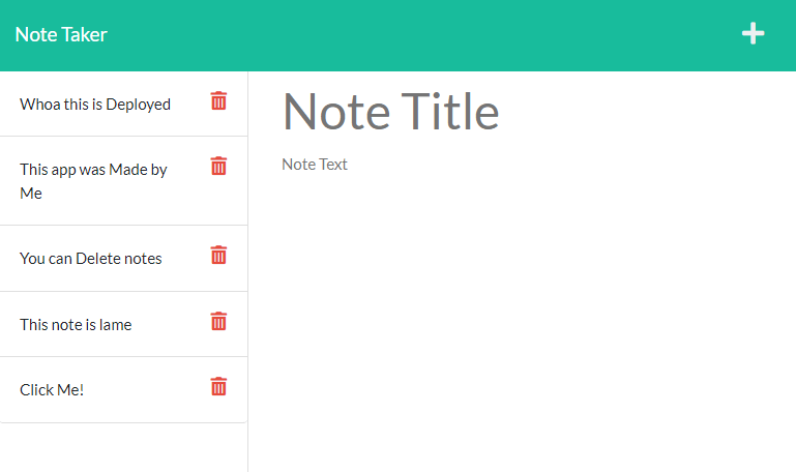 Note Taker
Whoa this is Deployed
This app was Made by
Me
You can Delete notes
This note is lame
Click Me!
Note Title
Note Text